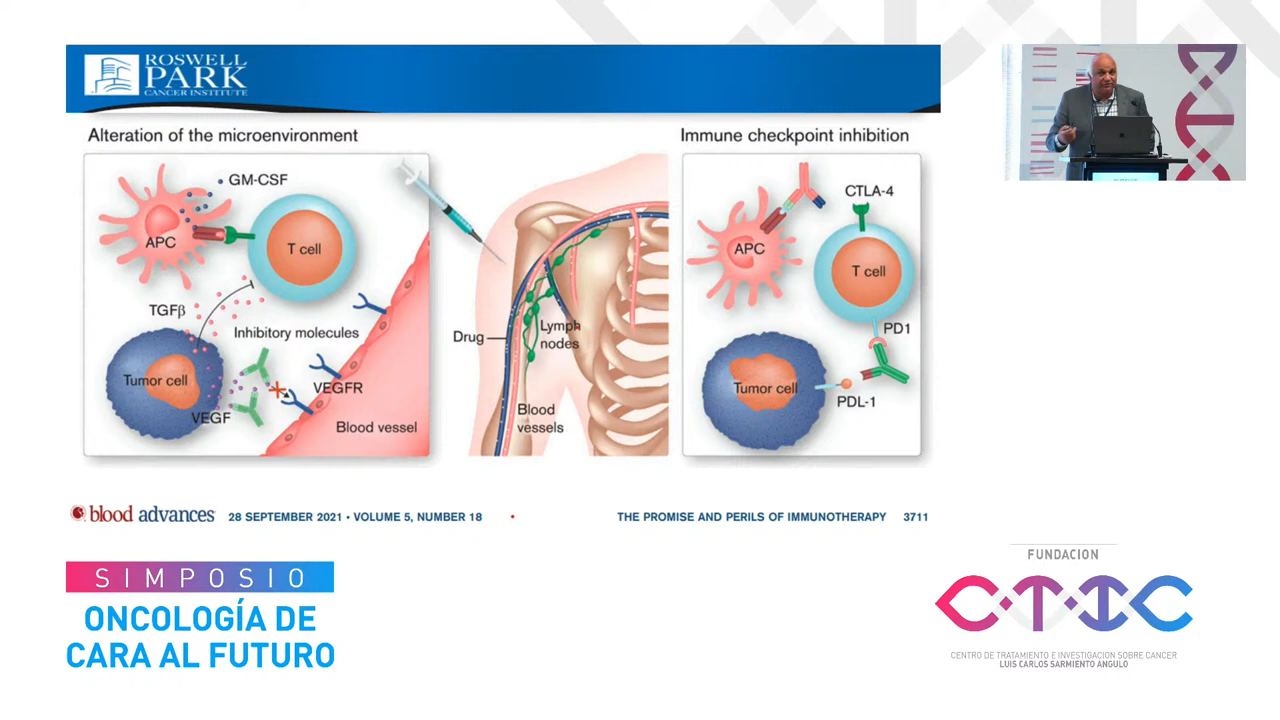 ROSWELL
PARK
CANCER INSTITUTE
Alteration of the microenvironment
Immune checkpoint inhibition
GM-CSF
APC
T cell
TGFβ
Inhibitory molecules
Tumor cell
VEGF
VEGFR
Blood vessel
Drug
Lymph
nodes
Blood
vessels
CTLA-4
APC
T cell
PD1
Tumor cell
PDL-1
blood advances 28 SEPTEMBER 2021 • VOLUME 5, NUMBER 18
THE PROMISE AND PERILS OF IMMUNOTHERAPY 3711
SIMPOSIO
ONCOLOGÍA DE
CARA AL FUTURO
FUNDACION
C·T·IC
CENTRO DE TRATAMIENTO E INVESTIGACION SOBRE CANCER
LUIS CARLOS SARMIENTO ANGULO